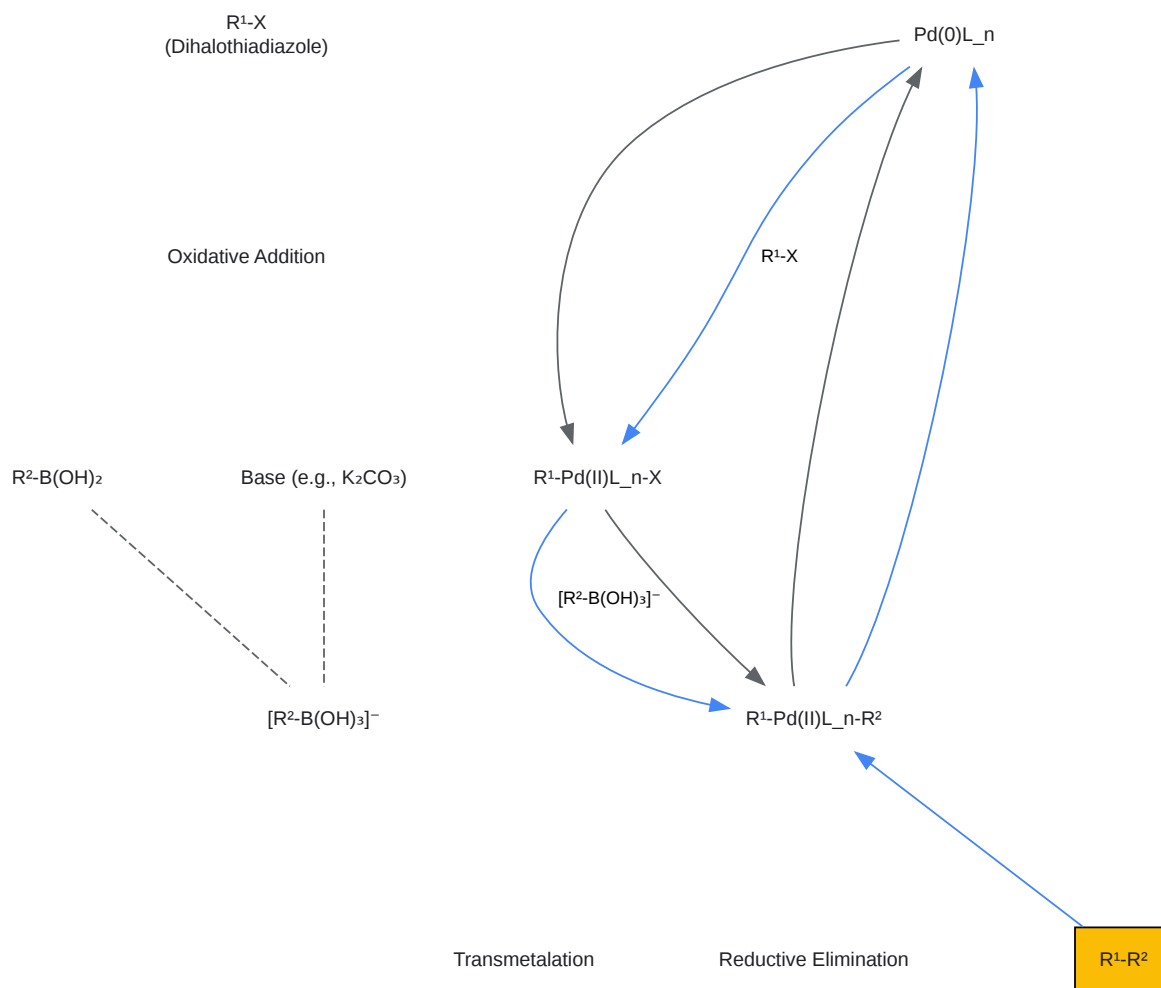 R¹-X
(Dihalothiadiazole)
Pd(0)L_n
Oxidative Addition
R¹-X
R²-B(OH)₂
Base (e.g., K₂CO₃)
R¹-Pd(II)L_n-X
[R²-B(OH)₃]⁻
[R²-B(OH)₃]⁻
R¹-Pd(II)L_n-R²
Transmetalation
Reductive Elimination
R¹-R²